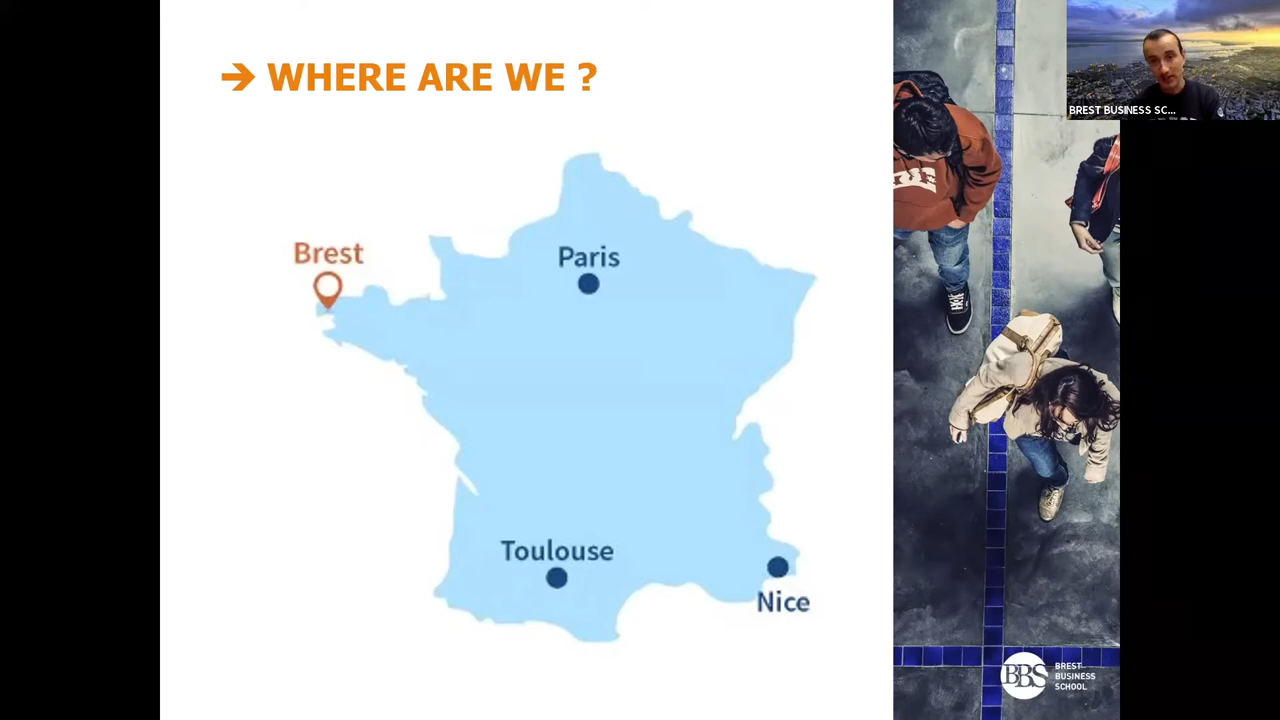 ➔ WHERE ARE WE ?
BREST BUSINESS SC...
Brest
Paris
Toulouse
Nice
BBS
BREST
BUSINESS
SCHOOL